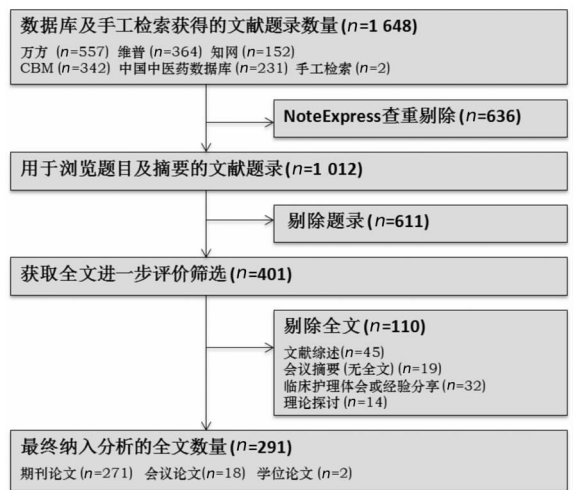 数据库及手工检索获得的文献题录数量(n=1 648)
万方 (n=557) 维普(n=364) 知网(n=152)
CBM (n=342) 中国中医药数据库(n=231) 手工检索(n=2)
NoteExpress查重剔除(n=636)
用于浏览题目及摘要的文献题录(n=1 012)
剔除题录(n=611)
获取全文进一步评价筛选(n=401)
剔除全文(n=110)
文献综述(n=45)
会议摘要(无全文)(n=19)
临床护理体会或经验分享(n=32)
理论探讨(n=14)
最终纳入分析的全文数量(n=291)
期刊论文(n=271) 会议论文(n=18) 学位论文(n=2)